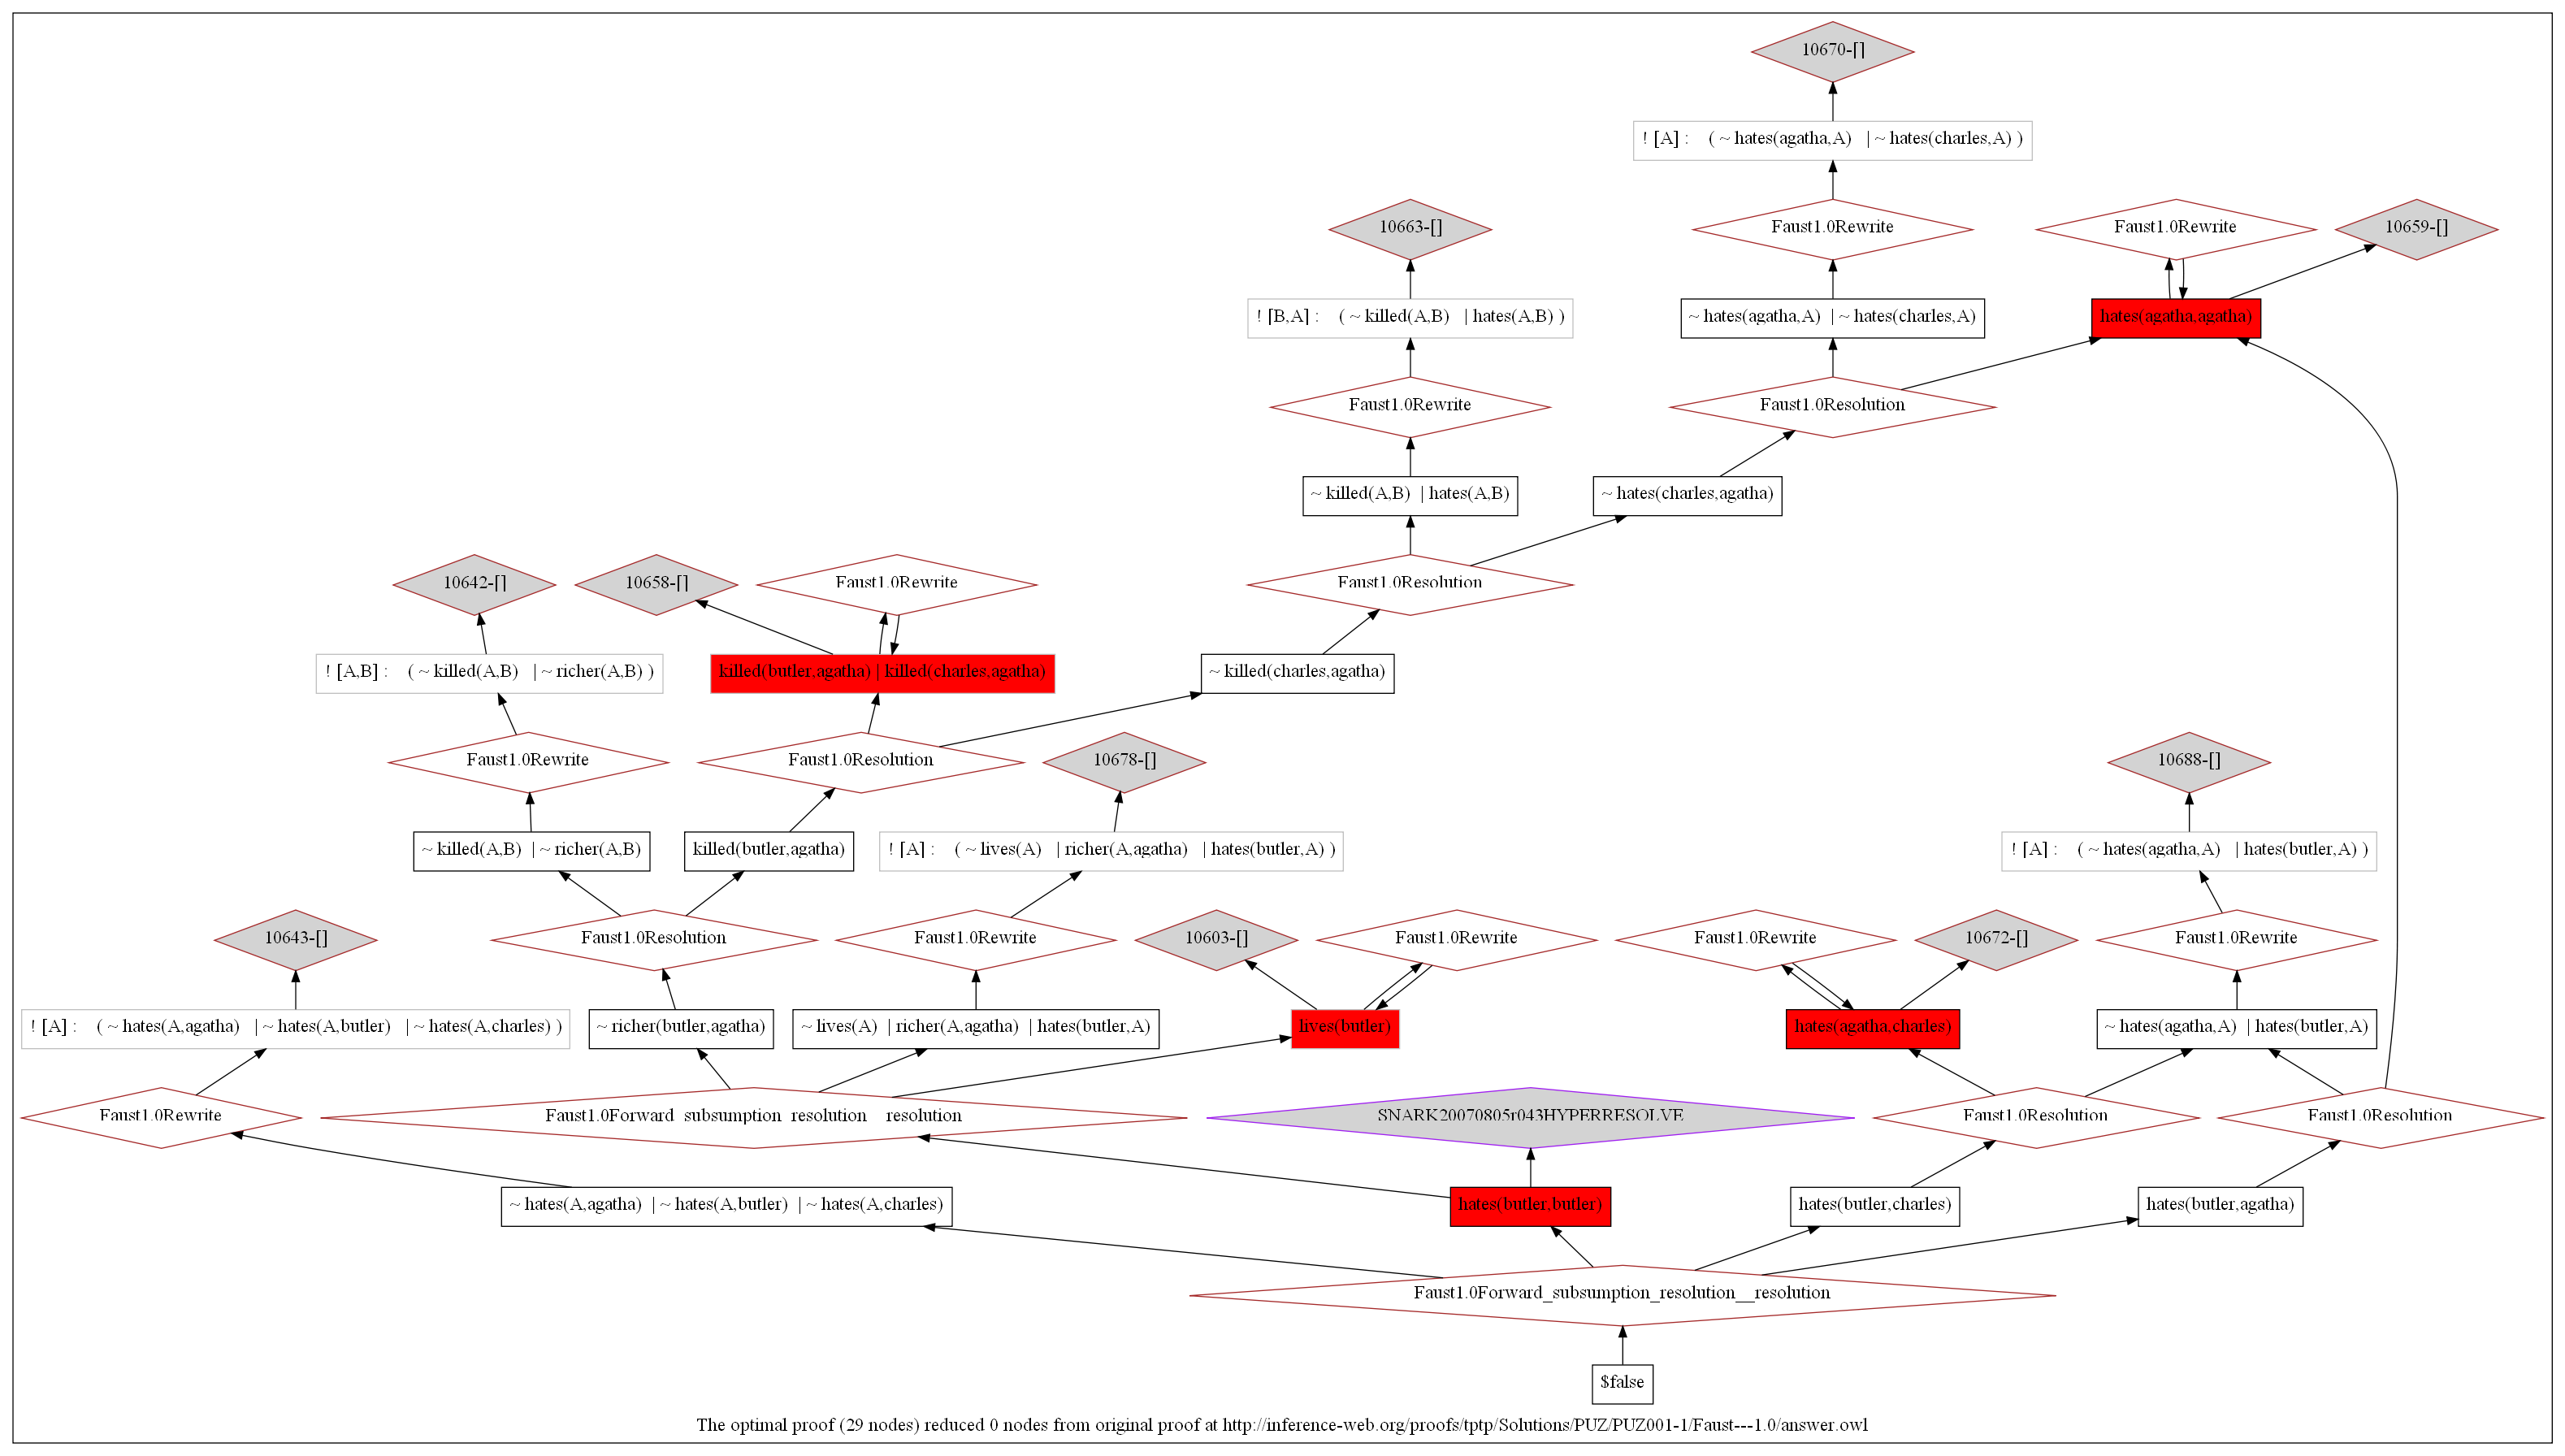 10670-[]
! [A] : ( ~ hates(agatha,A) | ~ hates(charles,A) )
10663-[]
Faust1.0Rewrite
Faust1.0Rewrite
10659-[]
! [B,A] : ( ~ killed(A,B) | hates(A,B) )
~ hates(agatha,A) | ~ hates(charles,A)
hates(agatha,agatha)
Faust1.0Rewrite
Faust1.0Resolution
~ killed(A,B) | hates(A,B)
~ hates(charles,agatha)
10642-[]
10658-[]
Faust1.0Rewrite
Faust1.0Resolution
! [A,B] : ( ~ killed(A,B) | ~ richer(A,B) )
killed(butler,agatha) | killed(charles,agatha)
~ killed(charles,agatha)
Faust1.0Rewrite
Faust1.0Resolution
10678-[]
10688-[]
~ killed(A,B) | ~ richer(A,B)
killed(butler,agatha)
! [A] : ( ~ lives(A) | richer(A,agatha) | hates(butler,A) )
! [A] : ( ~ hates(agatha,A) | hates(butler,A) )
10643-[]
Faust1.0Resolution
Faust1.0Rewrite
10603-[]
Faust1.0Rewrite
Faust1.0Rewrite
10672-[]
Faust1.0Rewrite
! [A] : ( ~ hates(A,agatha) | ~ hates(A,butler) | ~ hates(A,charles) )
~ richer(butler,agatha)
~ lives(A) | richer(A,agatha) | hates(butler,A)
lives(butler)
hates(agatha,charles)
~ hates(agatha,A) | hates(butler,A)
Faust1.0Rewrite
Faust1.0Forward_subsumption_resolution__resolution
SNARK20070805r043HYPERRESOLVE
Faust1.0Resolution
Faust1.0Resolution
~ hates(A,agatha) | ~ hates(A,butler) | ~ hates(A,charles)
hates(butler,butler)
hates(butler,charles)
hates(butler,agatha)
Faust1.0Forward_subsumption_resolution__resolution
$false
The optimal proof (29 nodes) reduced 0 nodes from original proof at http://inference-web.org/proofs/tptp/Solutions/PUZ/PUZ001-1/Faust---1.0/answer.owl